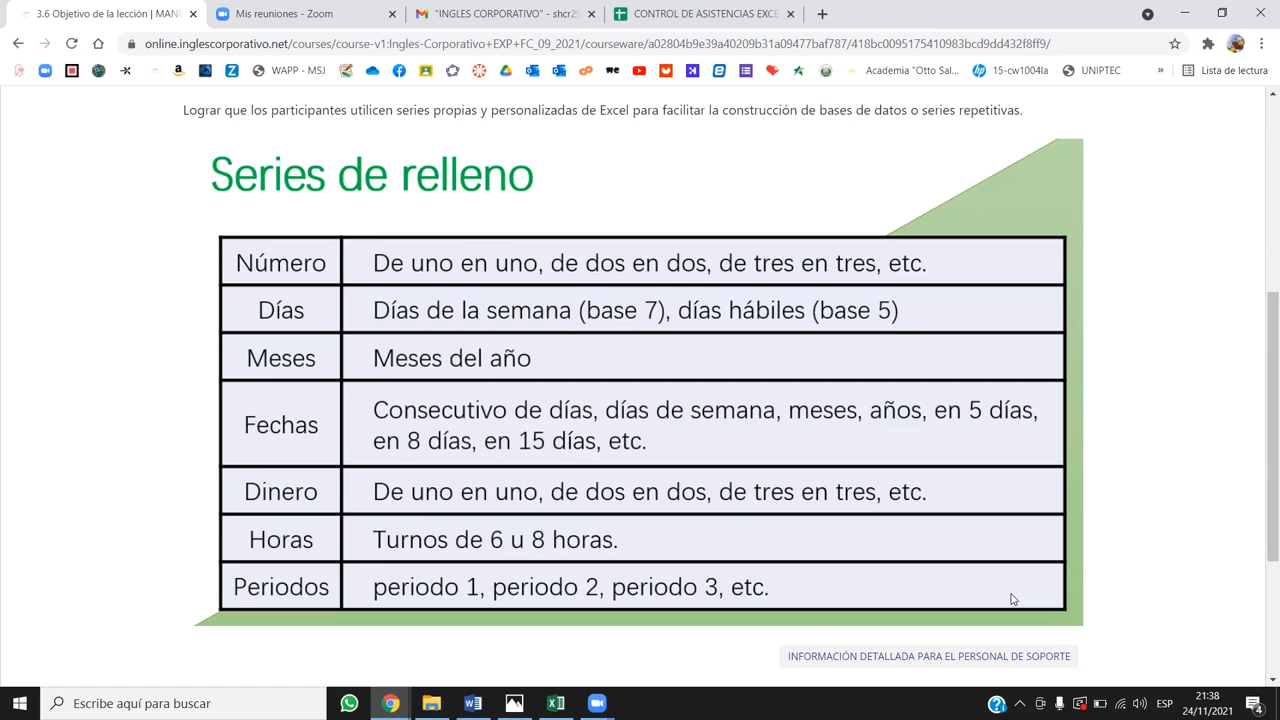 3.6 Objetivo de la lección | MANI
Mis reuniones - Zoom
"INGLES CORPORATIVO" - shcr25
CONTROL DE ASISTENCIAS EXCE
online.inglescorporativo.net/courses/course-v1:Ingles-Corporativo+EXP+FC_09_2021/courseware/a02804b9e39a40209b31a09477baf787/418bc0095175410983bcd9dd432f8ff9/
WAPP - MSJ
Academia "Otto Sal...
15-cw1004la
UNIPTEC
»
Lista de lectura
Lograr que los participantes utilicen series propias y personalizadas de Excel para facilitar la construcción de bases de datos o series repetitivas.
Series de relleno
Número De uno en uno, de dos en dos, de tres en tres, etc.
Días Días de la semana (base 7), días hábiles (base 5)
Meses Meses del año
Fechas Consecutivo de días, días de semana, meses, años, en 5 días,
en 8 días, en 15 días, etc.
Dinero De uno en uno, de dos en dos, de tres en tres, etc.
Horas Turnos de 6 u 8 horas.
Periodos periodo 1, periodo 2, periodo 3, etc.
INFORMACIÓN DETALLADA PARA EL PERSONAL DE SOPORTE
Escribe aquí para buscar
ESP
21:38
24/11/2021
4